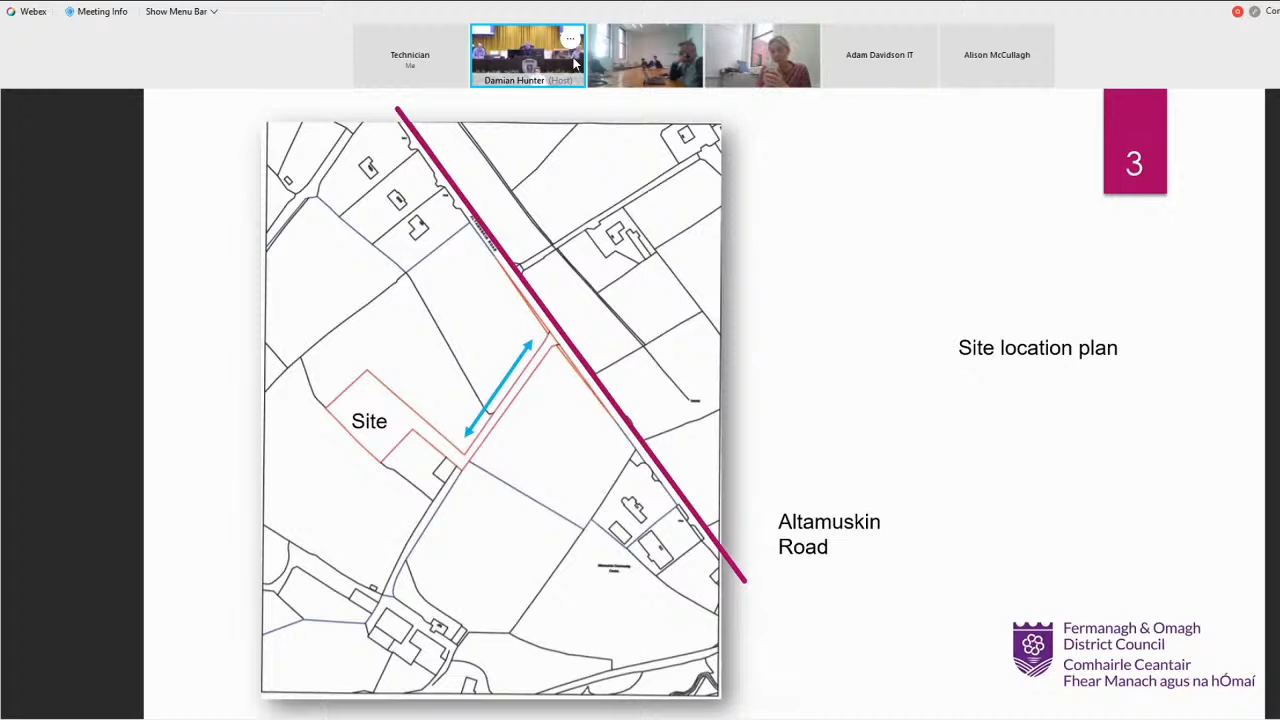 Webex
Meeting Info
Show Menu Bar
Technician
Me
Damian Hunter (Host)
Adam Davidson IT
Alison McCullagh
3
Site
Site location plan
Altamuskin
Road
Fermanagh & Omagh
District Council
Comhairle Ceantair
Fhear Manach agus na hÓmaí